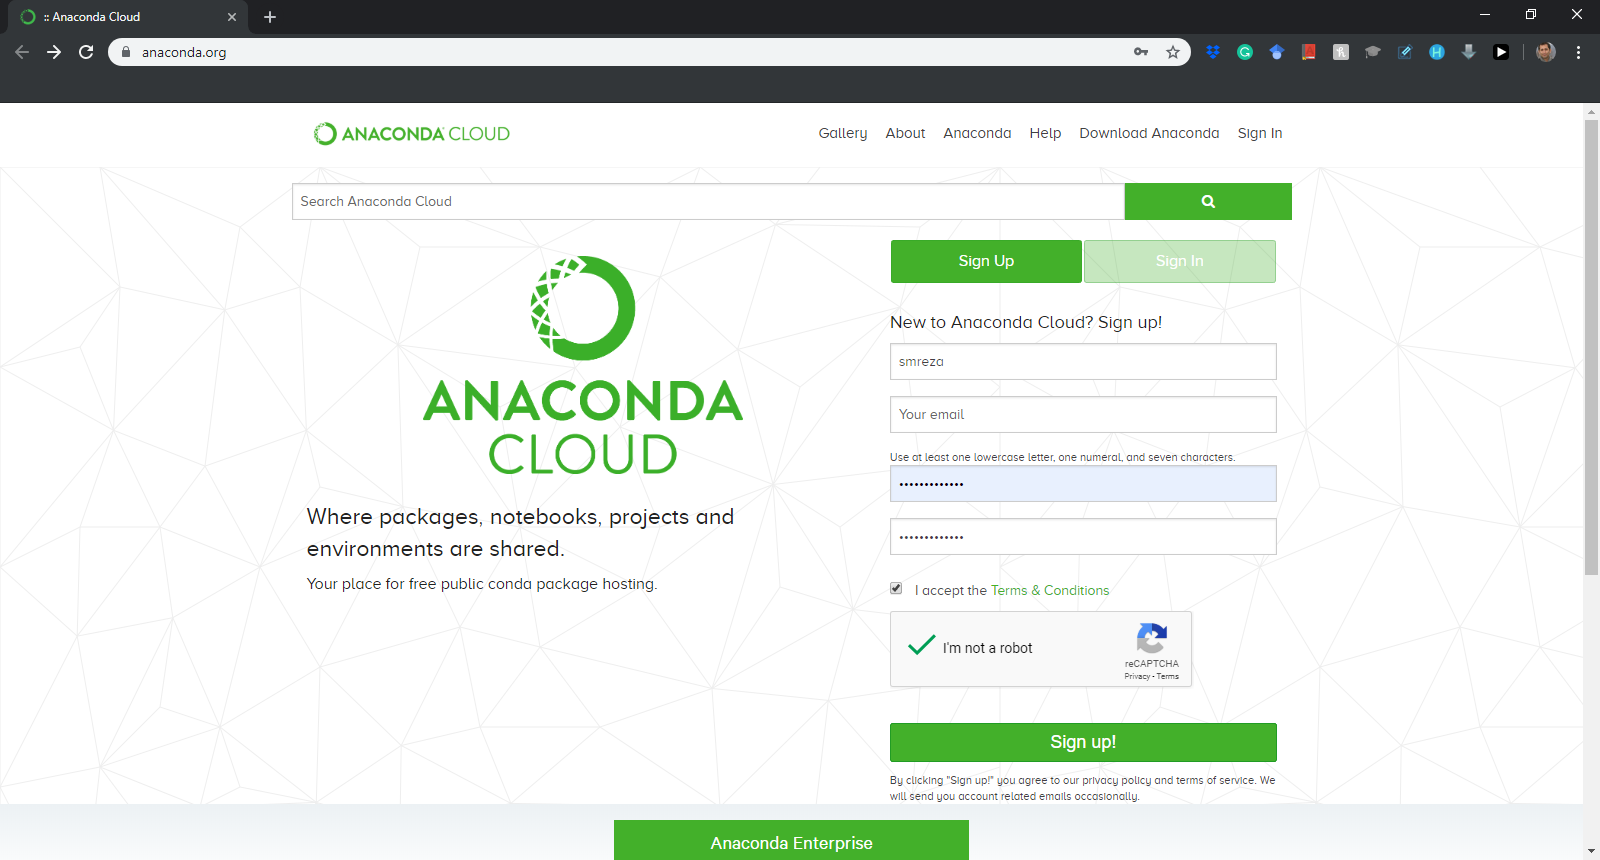 :: Anaconda Cloud
anaconda.org
ANACONDA CLOUD
Gallery About Anaconda Help Download Anaconda Sign In
Search Anaconda Cloud
Sign Up Sign In
ANACONDA
CLOUD
Where packages, notebooks, projects and
environments are shared.
Your place for free public conda package hosting.
New to Anaconda Cloud? Sign up!
smreza
Your email
Use at least one lowercase letter, one numeral, and seven characters.
•••••••••••••
•••••••••••••
I accept the Terms & Conditions
I'm not a robot
reCAPTCHA
Privacy - Terms
Sign up!
By clicking "Sign up!" you agree to our privacy policy and terms of service. We
will send you account related emails occasionally.
Anaconda Enterprise